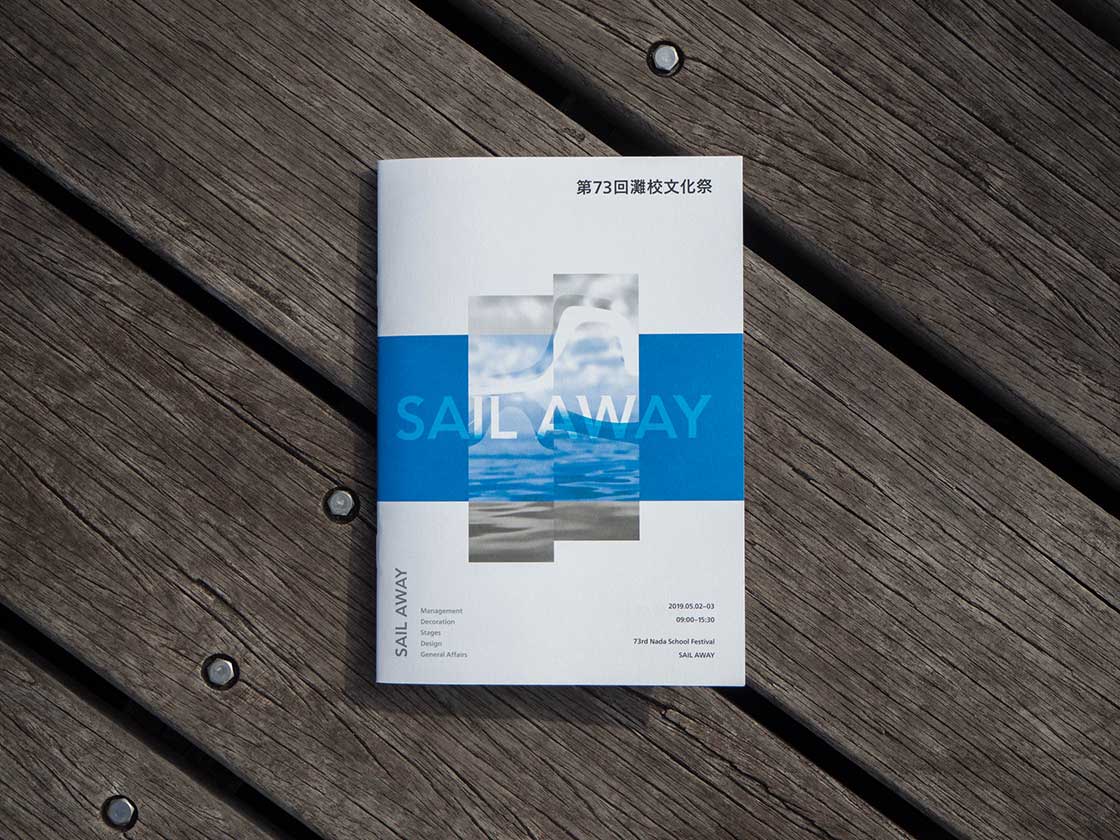 第73回灘校文化祭
SAIL AWAY
SAIL AWAY
Management
Decoration
Stages
Design
General Affairs
2019.05.02–03
09:00–15:30
73rd Nada School Festival
SAIL AWAY